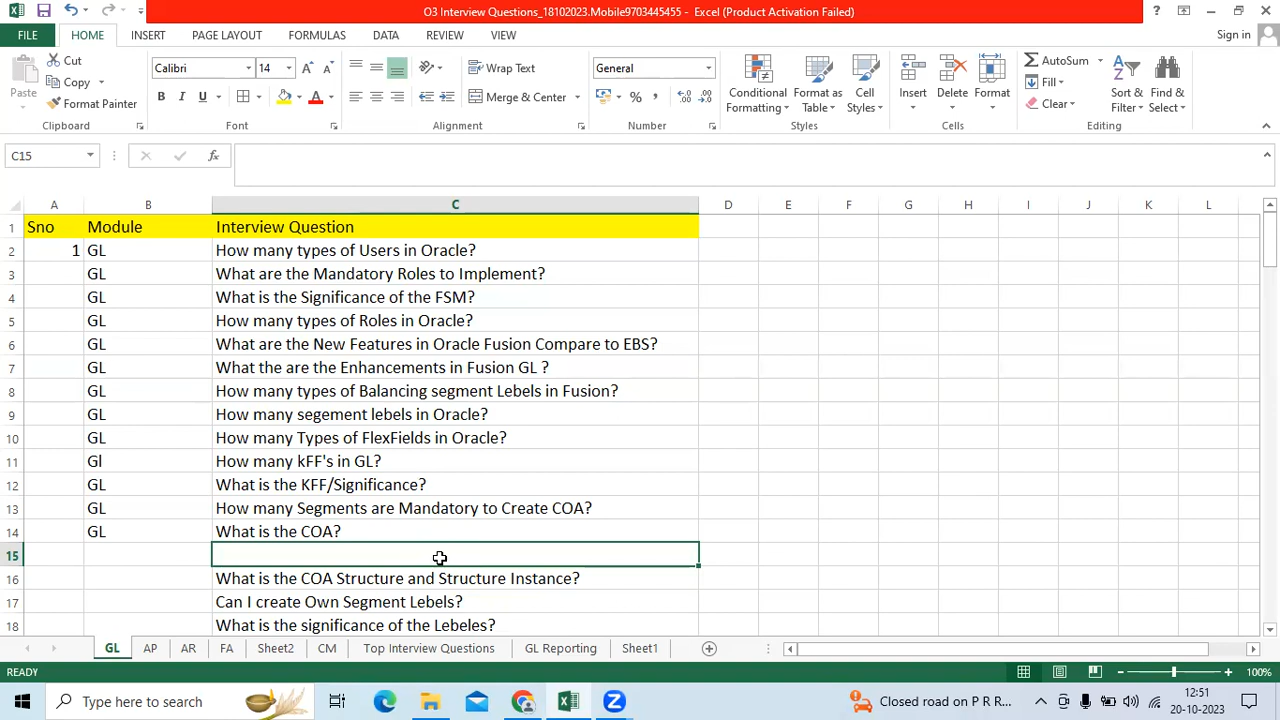 O3 Interview Questions_18102023.Mobile9703445455 - Excel (Product Activation Failed)
FILE HOME INSERT PAGE LAYOUT FORMULAS DATA REVIEW VIEW Sign in
Cut
Copy
Format Painter
Paste
Clipboard
Calibri 14
B I U
Font
Wrap Text
Merge & Center
Alignment
General
%
Number
Conditional Formatting
Format as Table
Cell Styles
Styles
Insert Delete Format
Cells
AutoSum
Fill
Clear
Sort & Filter
Find & Select
Editing
C15 fx
A B C D E F G H I J K L
1 Sno Module Interview Question
2 1 GL How many types of Users in Oracle?
3 GL What are the Mandatory Roles to Implement?
4 GL What is the Significance of the FSM?
5 GL How many types of Roles in Oracle?
6 GL What are the New Features in Oracle Fusion Compare to EBS?
7 GL What the are the Enhancements in Fusion GL ?
8 GL How many types of Balancing segment Lebels in Fusion?
9 GL How many segement lebels in Oracle?
10 GL How many Types of FlexFields in Oracle?
11 Gl How many kFF's in GL?
12 GL What is the KFF/Significance?
13 GL How many Segments are Mandatory to Create COA?
14 GL What is the COA?
15
16 What is the COA Structure and Structure Instance?
17 Can I create Own Segment Lebels?
18 What is the significance of the Lebeles?
GL AP AR FA Sheet2 CM Top Interview Questions GL Reporting Sheet1
READY 100%
Type here to search
Closed road on P R R...
12:51
20-10-2023